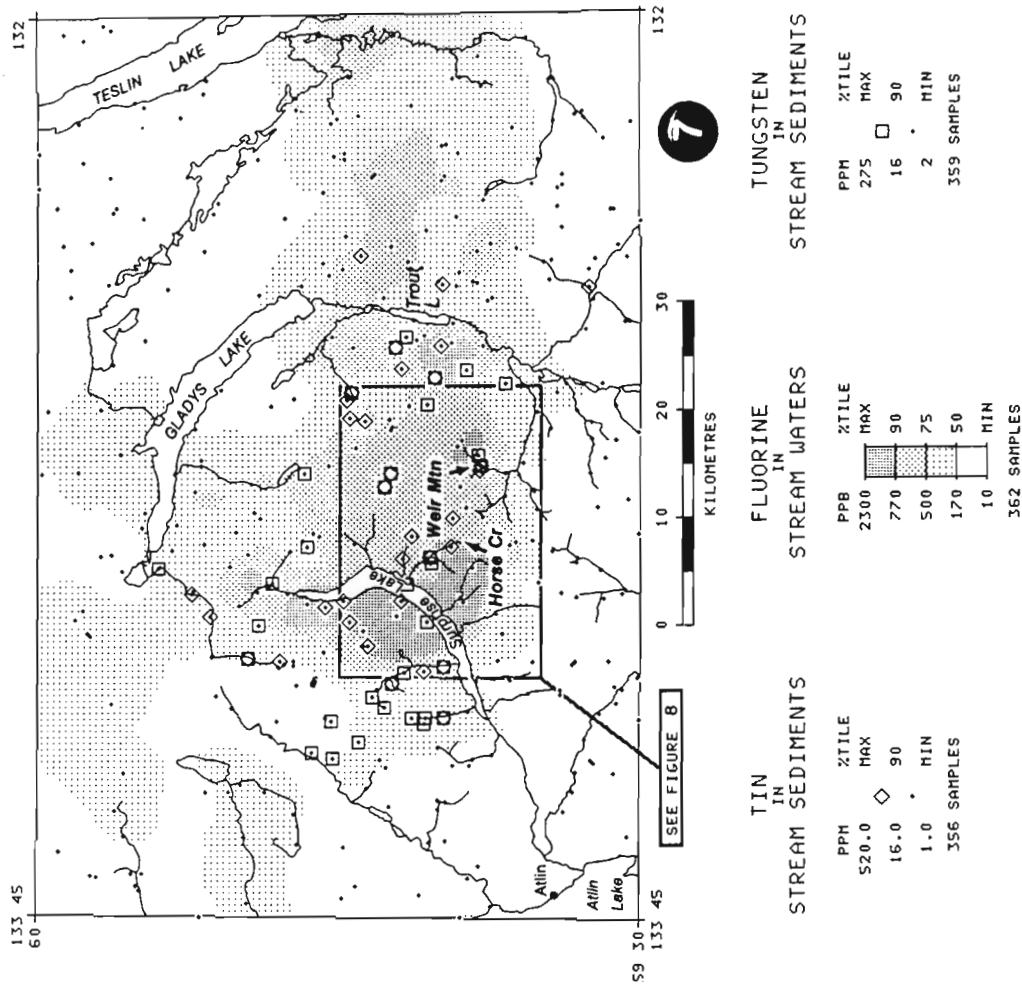 133 45
132
60
TESLIN LAKE
GLADYS LAKE
Trout L
Weir Mtn
Surprise Lake
Horse Cr
Atlin
Atlin Lake
59 30
133 45
132
SEE FIGURE 8
0 10 20 30
KILOMETRES
7
TIN
IN
STREAM SEDIMENTS
PPM %TILE
520.0 MAX
16.0 90
1.0 MIN
356 SAMPLES
FLUORINE
IN
STREAM WATERS
PPB %TILE
2300 MAX
770 90
500 75
170 50
10 MIN
362 SAMPLES
TUNGSTEN
IN
STREAM SEDIMENTS
PPM %TILE
275 MAX
16 90
2 MIN
359 SAMPLES